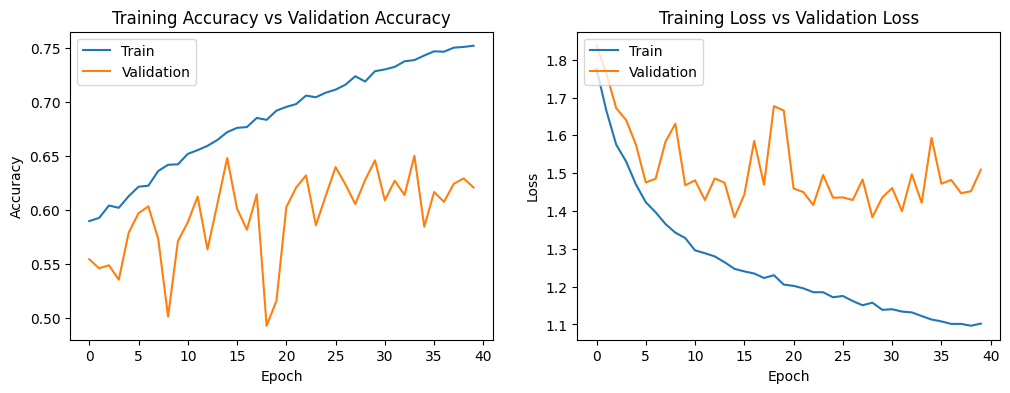 Training Accuracy vs Validation Accuracy
Train
Validation
0.75
0.70
0.65
0.60
0.55
0.50
Accuracy
0 5 10 15 20 25 30 35 40
Epoch
Training Loss vs Validation Loss
Train
Validation
1.8
1.7
1.6
1.5
1.4
1.3
1.2
1.1
Loss
0 5 10 15 20 25 30 35 40
Epoch